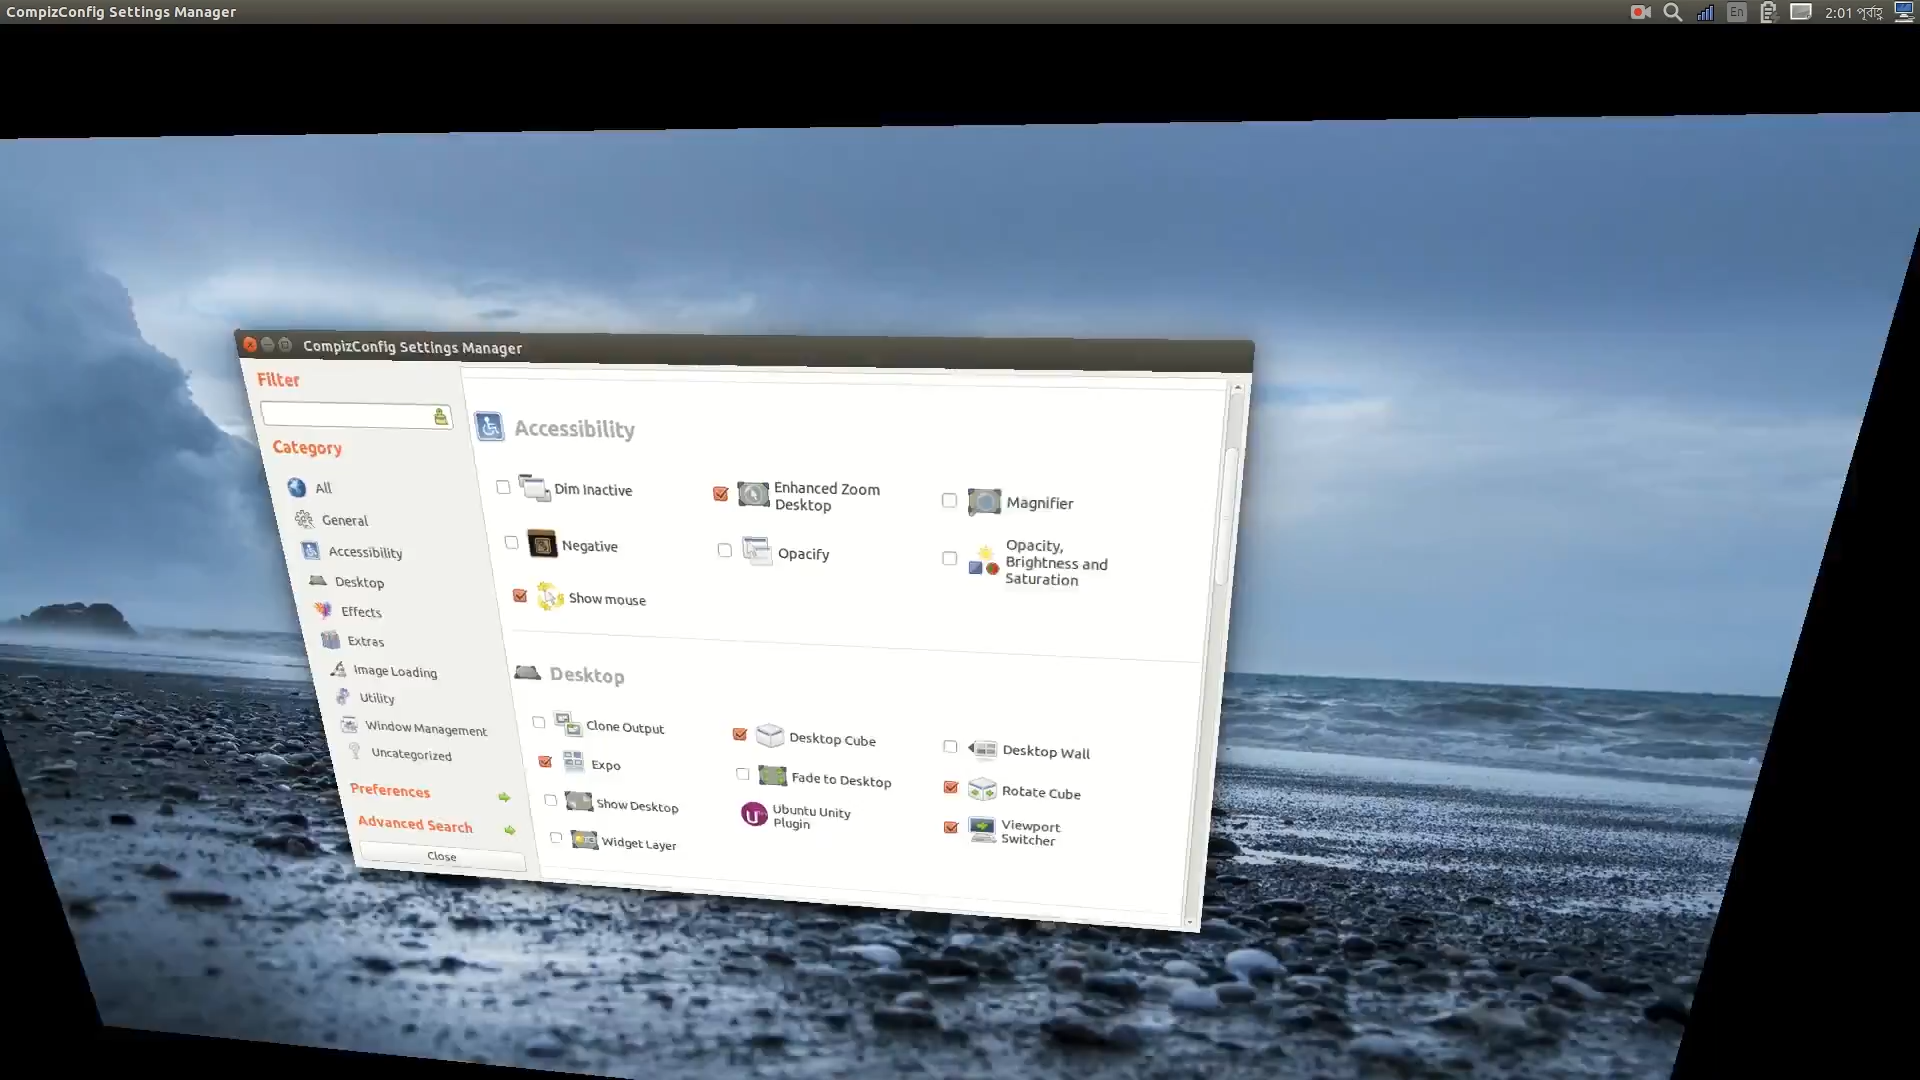 CompizConfig Settings Manager
En
2:01 পূর্বাহ্ণ
CompizConfig Settings Manager
Filter
Category
All
General
Accessibility
Desktop
Effects
Extras
Image Loading
Utility
Window Management
Uncategorized
Preferences
Advanced Search
Close
Accessibility
Dim Inactive
Enhanced Zoom
Desktop
Magnifier
Negative
Opacify
Opacity,
Brightness and
Saturation
Show mouse
Desktop
Clone Output
Desktop Cube
Desktop Wall
Expo
Fade to Desktop
Rotate Cube
Show Desktop
Ubuntu Unity
Plugin
Viewport
Switcher
Widget Layer